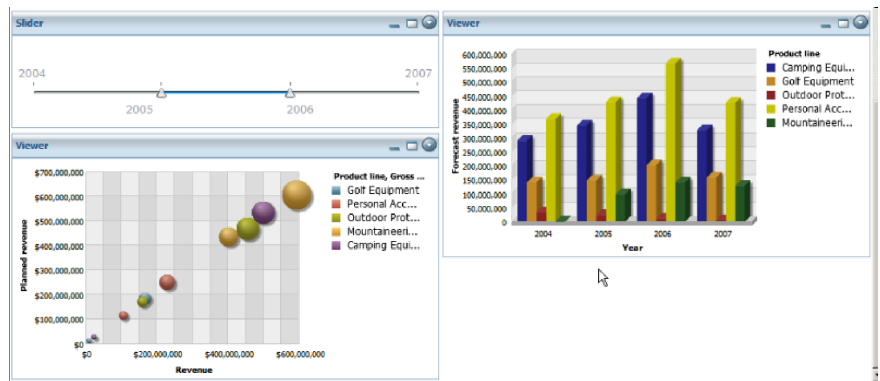 Slider
2004
2007
2005
2006
Viewer
$700,000,000
$600,000,000
$500,000,000
$400,000,000
$300,000,000
$200,000,000
$100,000,000
$0
Planned revenue
$0
$200,000,000
$400,000,000
$600,000,000
Revenue
Product line, Gross ...
Golf Equipment
Personal Acc...
Outdoor Prot...
Mountaineeri...
Camping Equi...
Viewer
600,000,000
550,000,000
500,000,000
450,000,000
400,000,000
350,000,000
300,000,000
250,000,000
200,000,000
150,000,000
100,000,000
50,000,000
0
Forecast revenue
2004
2005
2006
2007
Year
Product line
Camping Equi...
Golf Equipment
Outdoor Prot...
Personal Acc...
Mountaineeri...